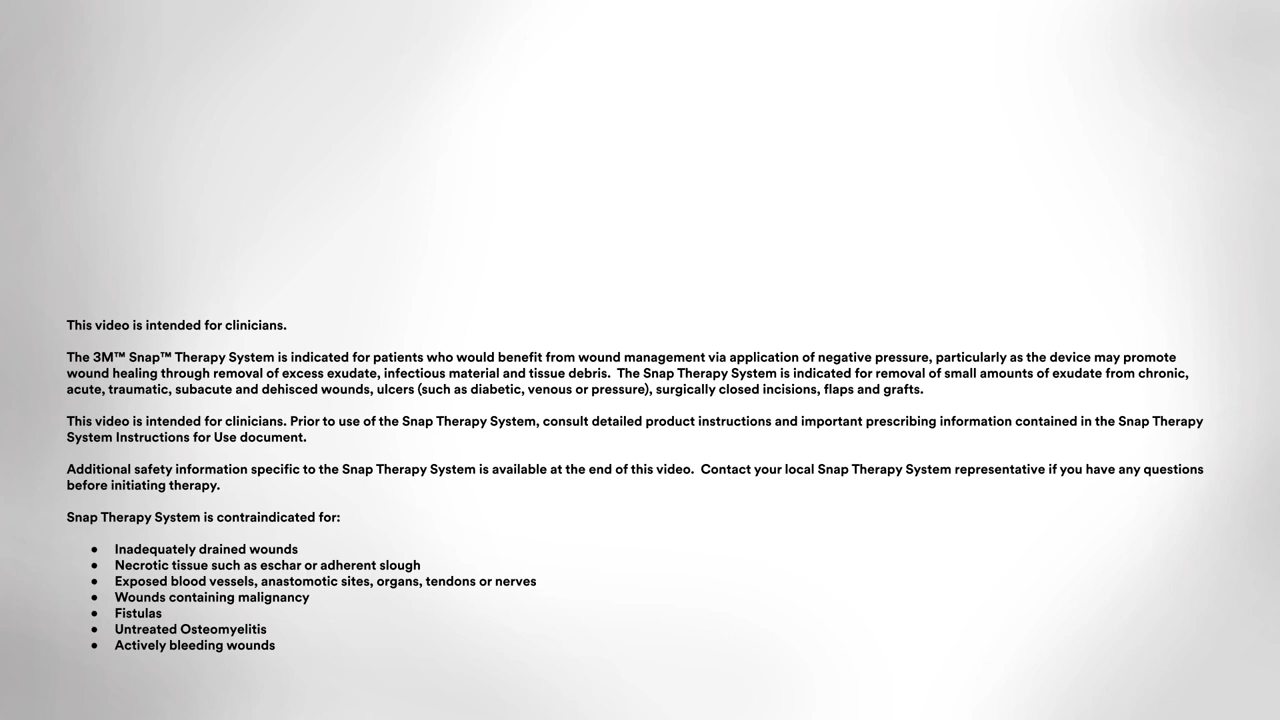 This video is intended for clinicians.
The 3M™ Snap™ Therapy System is indicated for patients who would benefit from wound management via application of negative pressure, particularly as the device may promote
wound healing through removal of excess exudate, infectious material and tissue debris.  The Snap Therapy System is indicated for removal of small amounts of exudate from chronic,
acute, traumatic, subacute and dehisced wounds, ulcers (such as diabetic, venous or pressure), surgically closed incisions, flaps and grafts.
This video is intended for clinicians. Prior to use of the Snap Therapy System, consult detailed product instructions and important prescribing information contained in the Snap Therapy
System Instructions for Use document.
Additional safety information specific to the Snap Therapy System is available at the end of this video.  Contact your local Snap Therapy System representative if you have any questions
before initiating therapy.
Snap Therapy System is contraindicated for:
● Inadequately drained wounds
● Necrotic tissue such as eschar or adherent slough
● Exposed blood vessels, anastomotic sites, organs, tendons or nerves
● Wounds containing malignancy
● Fistulas
● Untreated Osteomyelitis
● Actively bleeding wounds